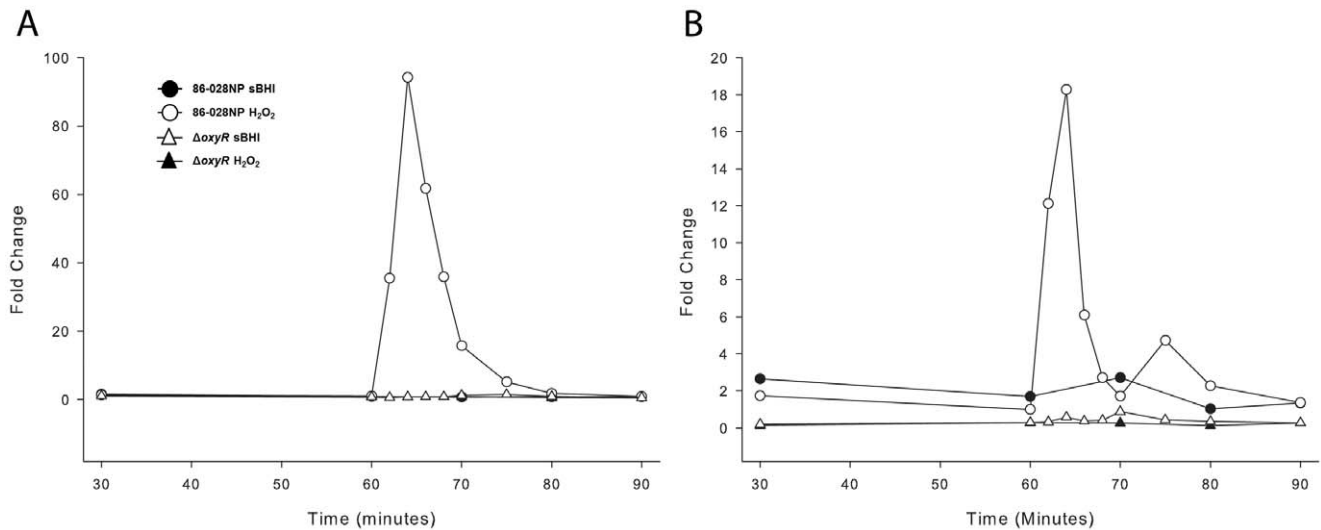 A
Fold Change
100
80
60
40
20
0
86-028NP sBHI
86-028NP H₂O₂
ΔoxyR sBHI
ΔoxyR H₂O₂
30 40 50 60 70 80 90
Time (minutes)
B
Fold Change
20
18
16
14
12
10
8
6
4
2
0
30 40 50 60 70 80 90
Time (Minutes)